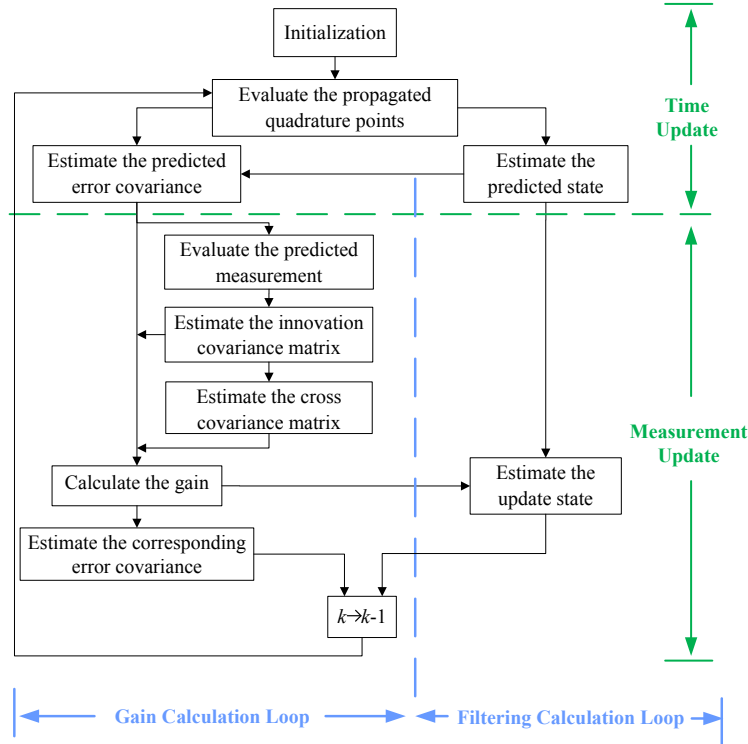 Initialization
Evaluate the propagated
quadrature points
Time
Update
Estimate the predicted
error covariance
Estimate the
predicted state
Evaluate the predicted
measurement
Estimate the innovation
covariance matrix
Estimate the cross
covariance matrix
Measurement
Update
Calculate the gain
Estimate the
update state
Estimate the corresponding
error covariance
k→k-1
Gain Calculation Loop
Filtering Calculation Loop